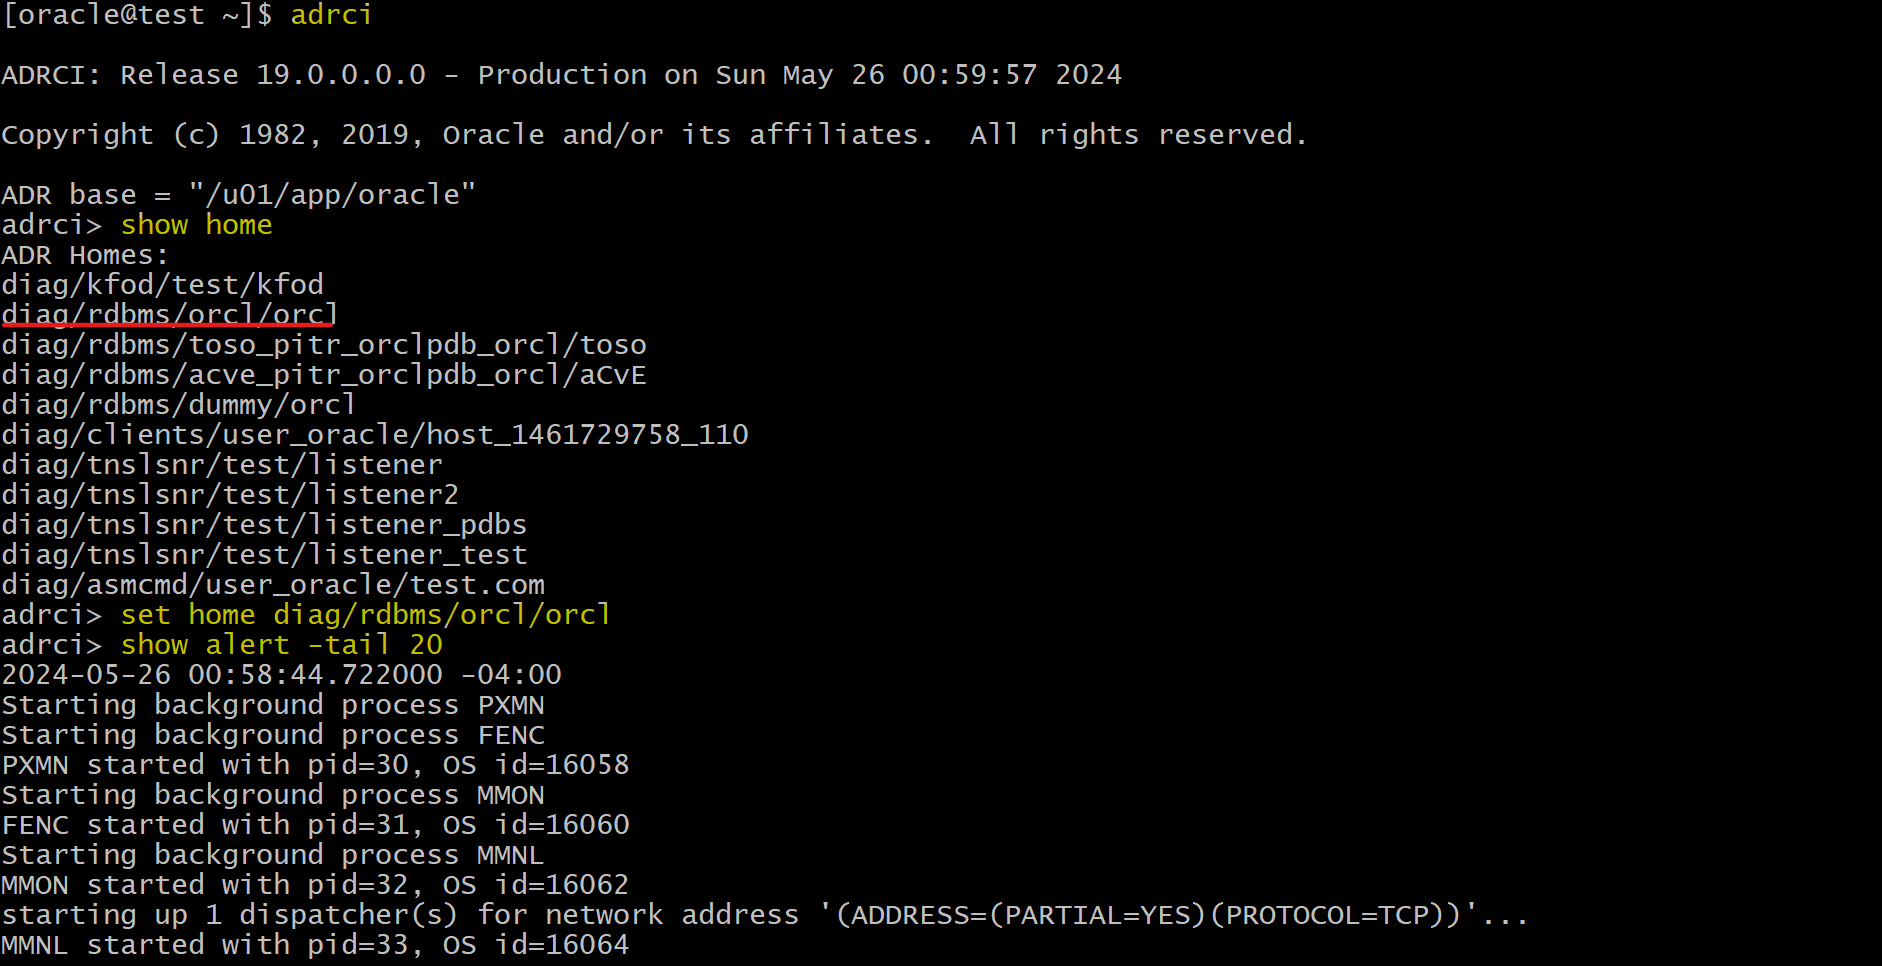 [oracle@test ~]$ adrci
ADRCI: Release 19.0.0.0.0 - Production on Sun May 26 00:59:57 2024
Copyright (c) 1982, 2019, Oracle and/or its affiliates.  All rights reserved.
ADR base = "/u01/app/oracle"
adrci> show home
ADR Homes:
diag/kfod/test/kfod
diag/rdbms/orcl/orcl
diag/rdbms/toso_pitr_orclpdb_orcl/toso
diag/rdbms/acve_pitr_orclpdb_orcl/aCvE
diag/rdbms/dummy/orcl
diag/clients/user_oracle/host_1461729758_110
diag/tnslsnr/test/listener
diag/tnslsnr/test/listener2
diag/tnslsnr/test/listener_pdbs
diag/tnslsnr/test/listener_test
diag/asmcmd/user_oracle/test.com
adrci> set home diag/rdbms/orcl/orcl
adrci> show alert -tail 20
2024-05-26 00:58:44.722000 -04:00
Starting background process PXMN
Starting background process FENC
PXMN started with pid=30, OS id=16058
Starting background process MMON
FENC started with pid=31, OS id=16060
Starting background process MMNL
MMON started with pid=32, OS id=16062
starting up 1 dispatcher(s) for network address '(ADDRESS=(PARTIAL=YES)(PROTOCOL=TCP))'...
MMNL started with pid=33, OS id=16064